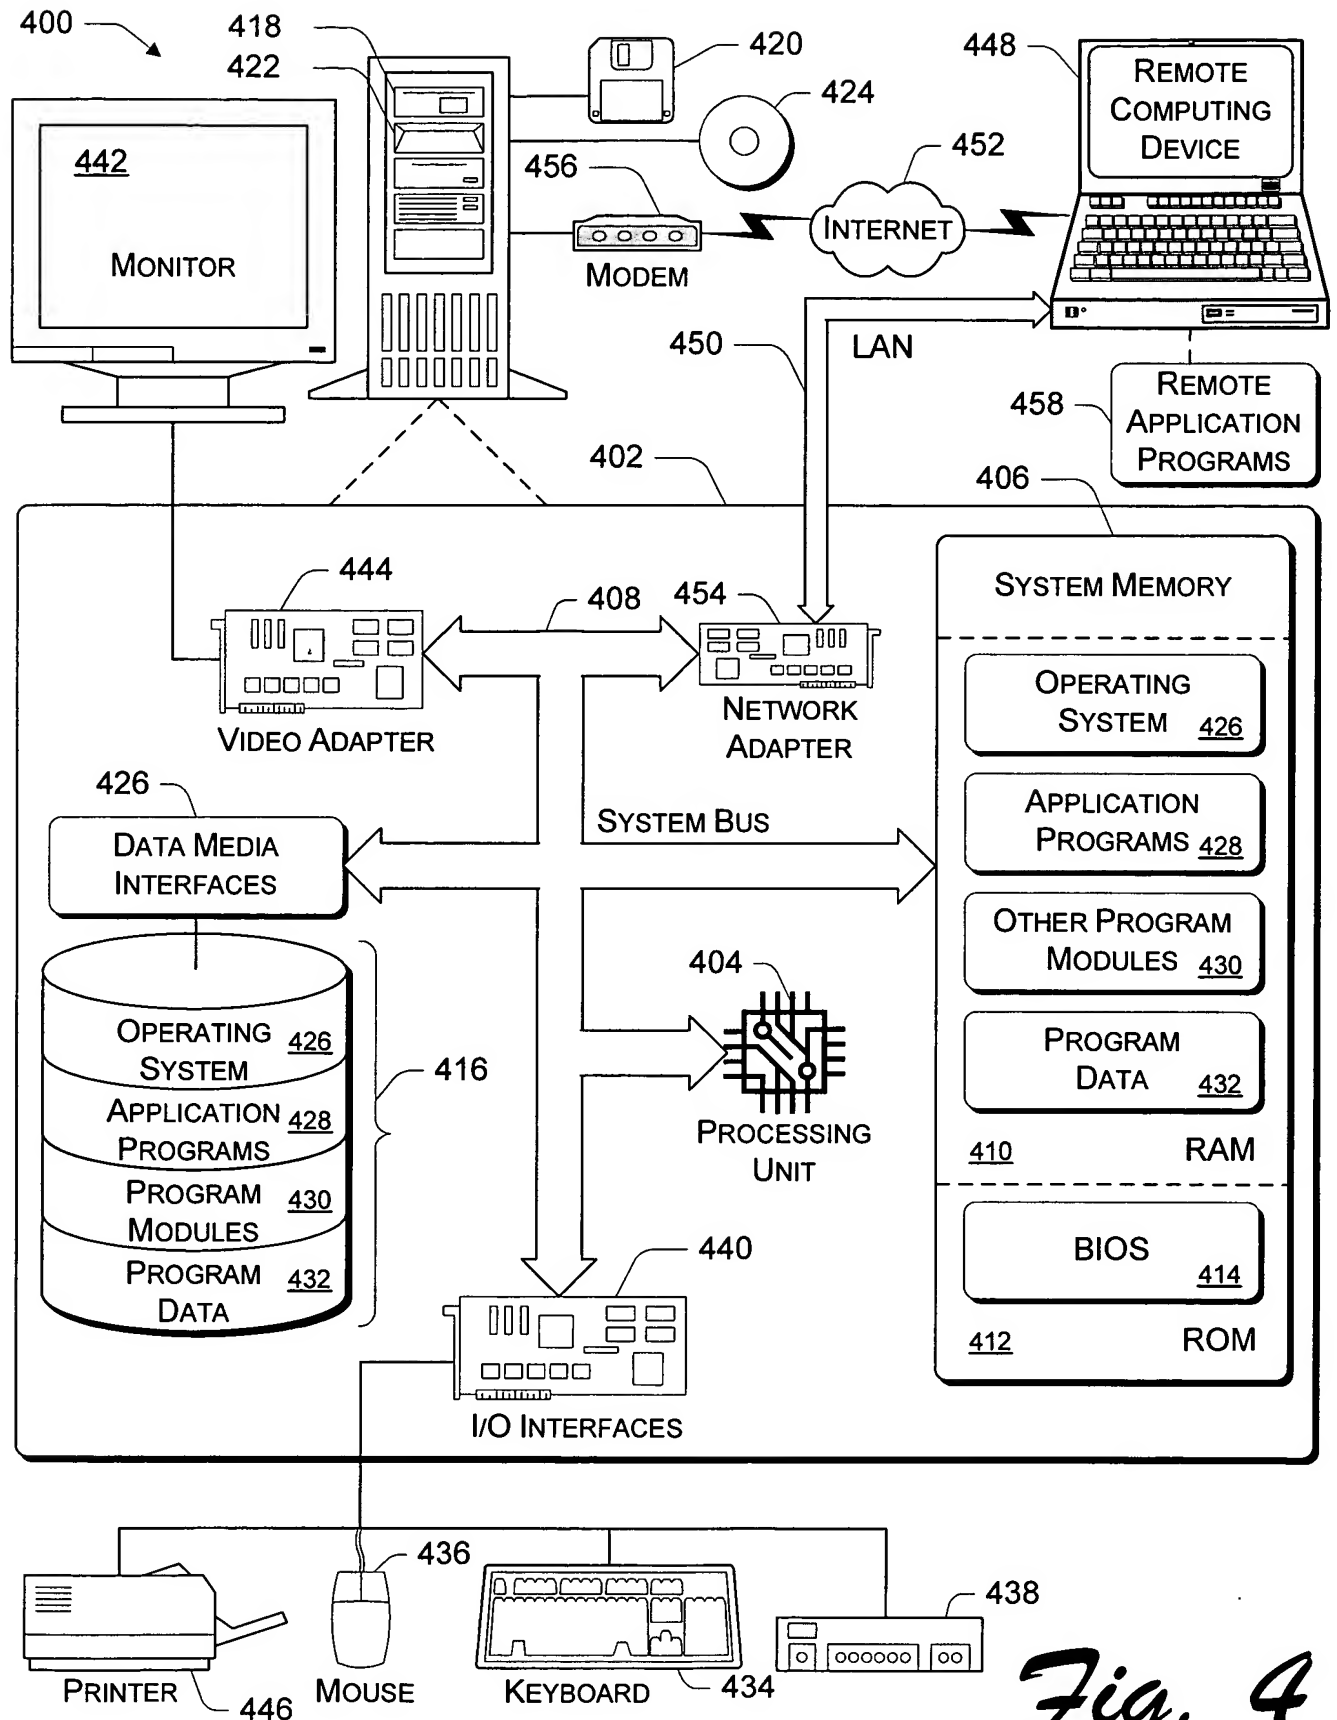 400
418
422
420
424
448
REMOTE
COMPUTING
DEVICE
442
MONITOR
456
MODEM
452
INTERNET
450
LAN
458
REMOTE
APPLICATION
PROGRAMS
402
406
444
VIDEO ADAPTER
408
454
NETWORK
ADAPTER
SYSTEM MEMORY
OPERATING
SYSTEM 426
APPLICATION
PROGRAMS 428
OTHER PROGRAM
MODULES 430
PROGRAM
DATA 432
410 RAM
BIOS
414
412 ROM
426
DATA MEDIA
INTERFACES
SYSTEM BUS
OPERATING 426
SYSTEM
APPLICATION 428
PROGRAMS
PROGRAM 430
MODULES
PROGRAM 432
DATA
416
404
PROCESSING
UNIT
440
I/O INTERFACES
PRINTER
446
436
MOUSE
KEYBOARD
434
438
Fig. 4